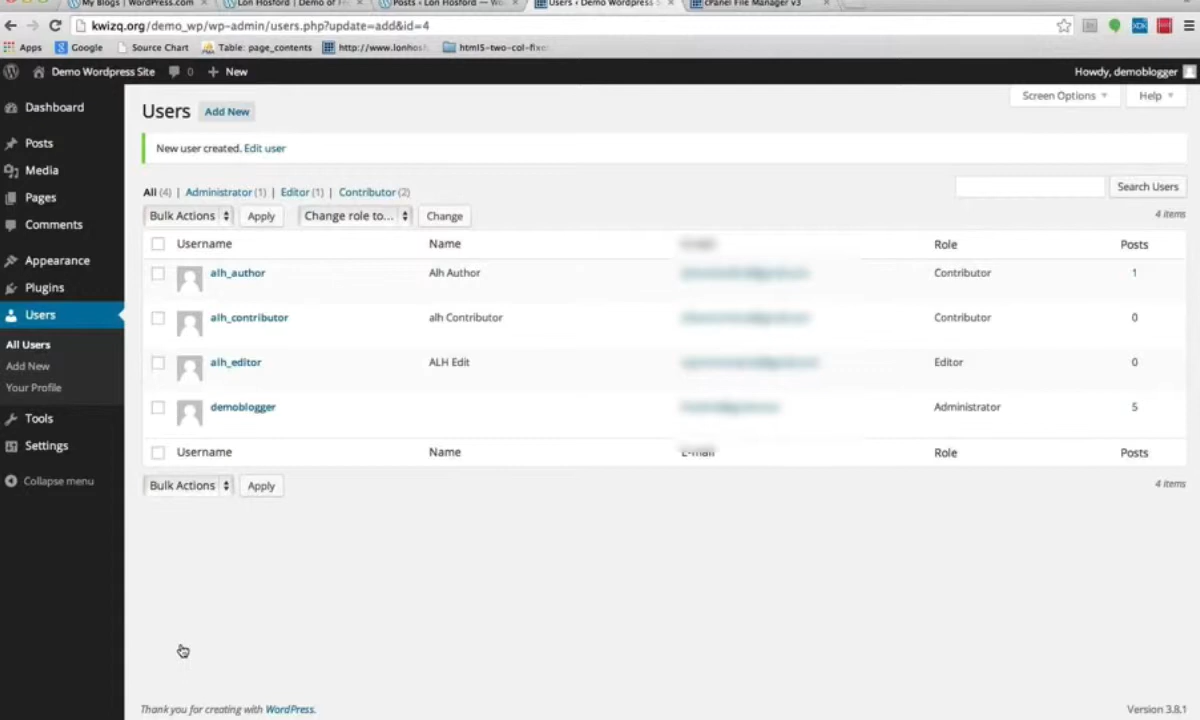 My Blogs | WordPress.com
Lon Hosford | Demo of
Posts ‹ Lon Hosford — Wo
Users ‹ Demo Wordpress S
cPanel File Manager v3
kwizq.org/demo_wp/wp-admin/users.php?update=add&id=4
Apps Google Source Chart Table: page_contents http://www.lonhos html5-two-col-fixe
Demo Wordpress Site 0 + New Howdy, demoblogger
Screen Options Help
Dashboard
Posts
Media
Pages
Comments
Appearance
Plugins
Users
All Users
Add New
Your Profile
Tools
Settings
Collapse menu
Users Add New
New user created. Edit user
All (4) | Administrator (1) | Editor (1) | Contributor (2)
Search Users
Bulk Actions Apply Change role to... Change
4 items
Username Name Role Posts
alh_author Alh Author Contributor 1
alh_contributor alh Contributor Contributor 0
alh_editor ALH Edit Editor 0
demoblogger Administrator 5
Username Name E-mail Role Posts
Bulk Actions Apply
4 items
Thank you for creating with WordPress.
Version 3.8.1